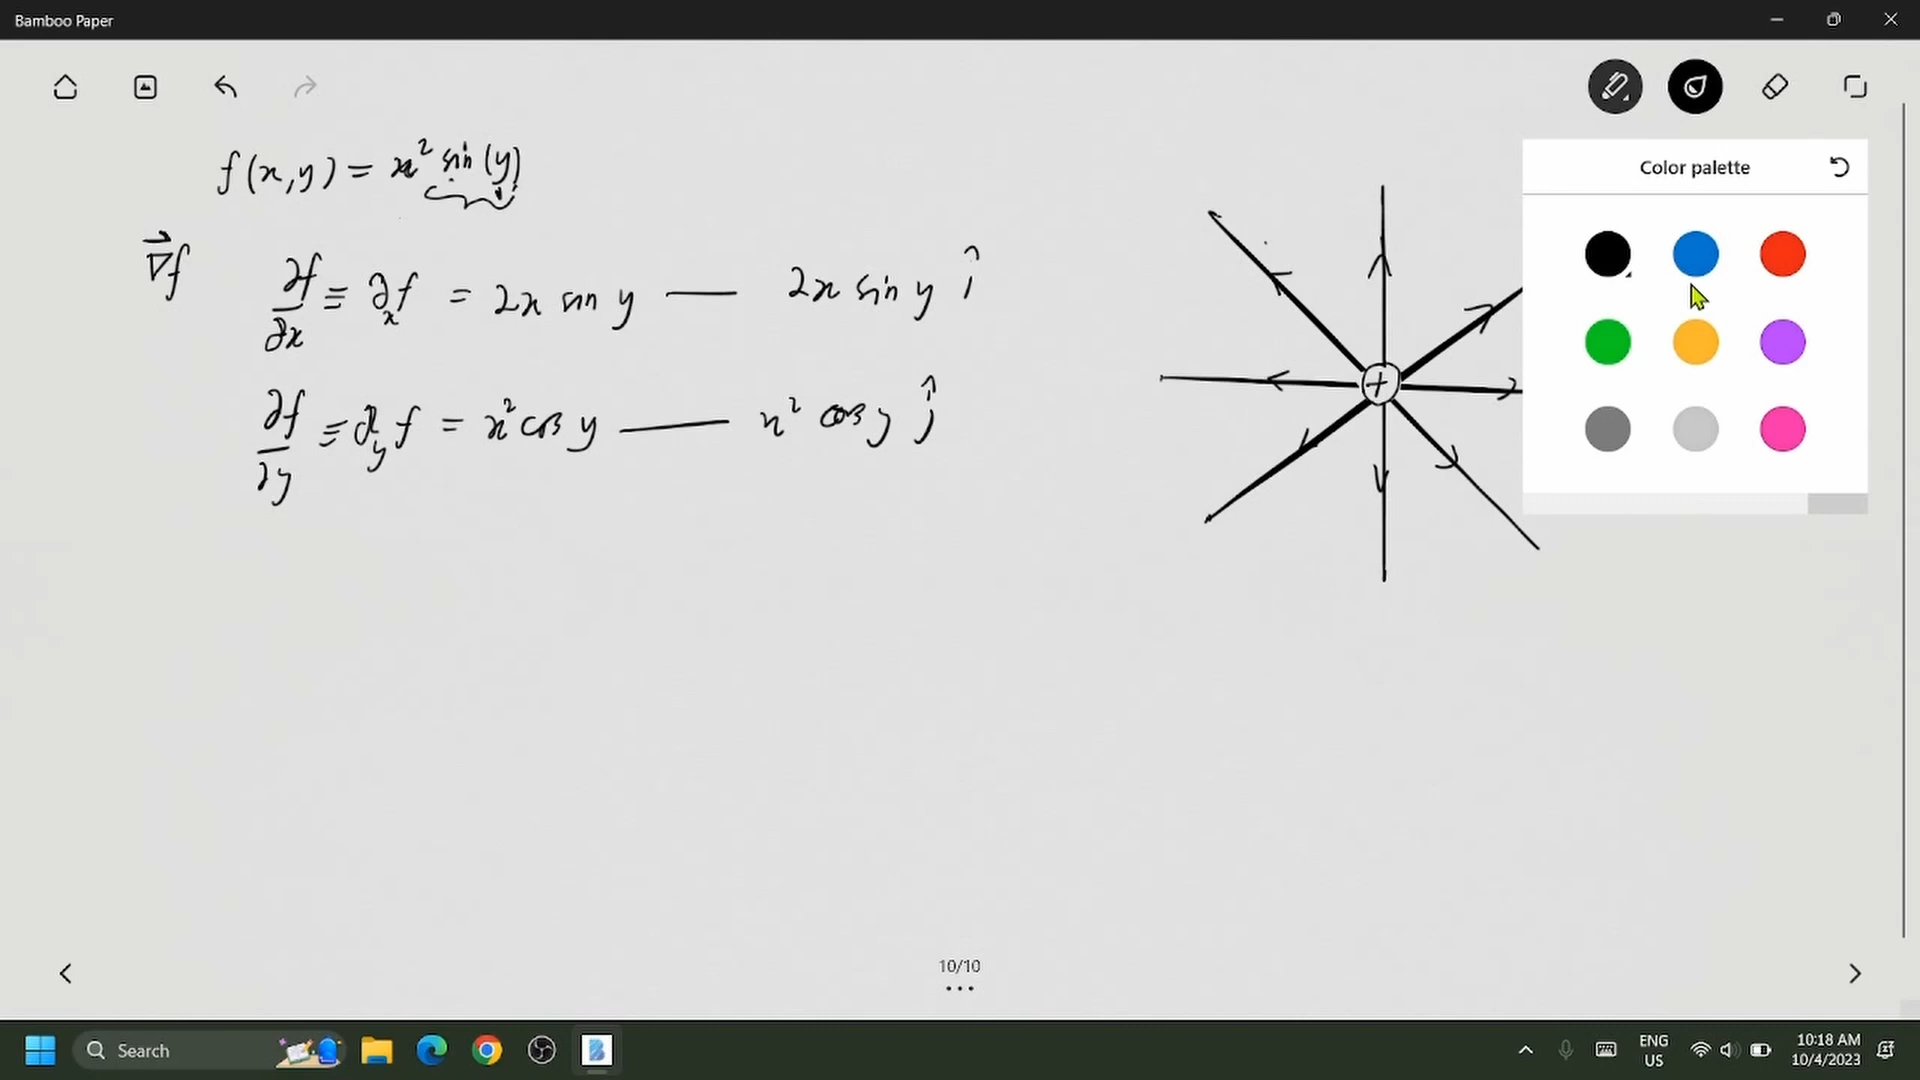 Bamboo Paper
Color palette
f(x,y) = x² sin(y)
∇⃗f
∂f/∂x ≡ ∂ₓf = 2x sin y — 2x sin y î
∂f/∂y ≡ ∂ᵧf = x² cos y — x² cos y ĵ
+
10/10
Search
ENG
US
10:18 AM
10/4/2023